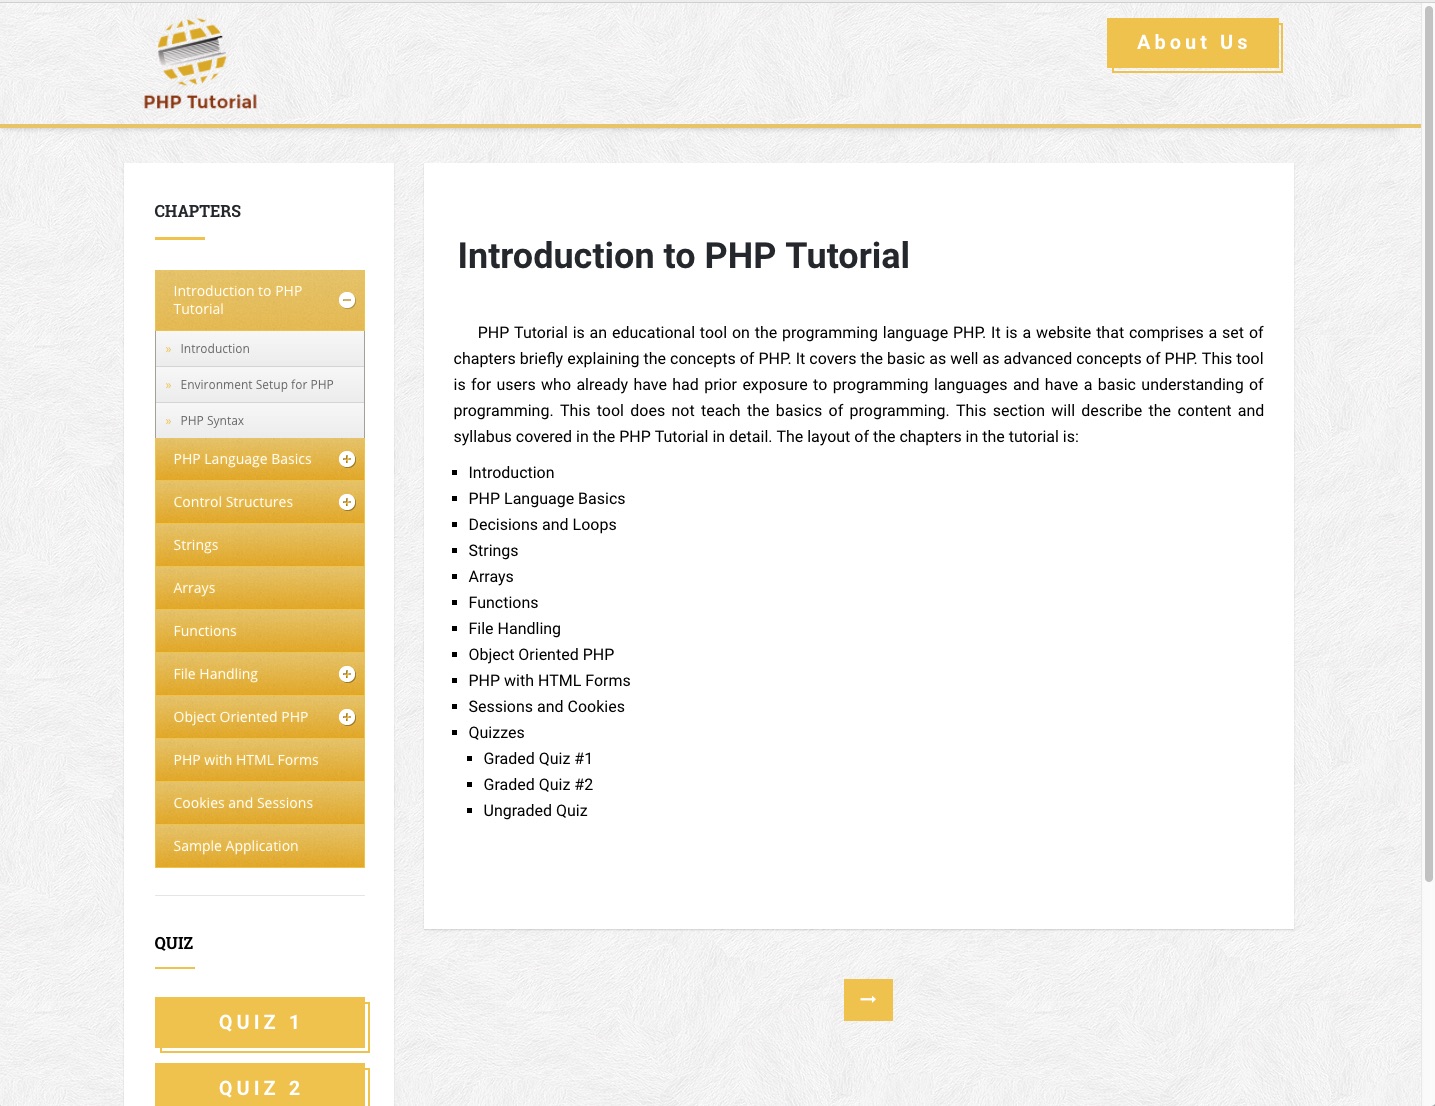 PHP Tutorial
About Us
CHAPTERS
Introduction to PHP
Tutorial
» Introduction
» Environment Setup for PHP
» PHP Syntax
PHP Language Basics
Control Structures
Strings
Arrays
Functions
File Handling
Object Oriented PHP
PHP with HTML Forms
Cookies and Sessions
Sample Application
QUIZ
QUIZ 1
QUIZ 2
Introduction to PHP Tutorial
PHP Tutorial is an educational tool on the programming language PHP. It is a website that comprises a set of
chapters briefly explaining the concepts of PHP. It covers the basic as well as advanced concepts of PHP. This tool
is for users who already have had prior exposure to programming languages and have a basic understanding of
programming. This tool does not teach the basics of programming. This section will describe the content and
syllabus covered in the PHP Tutorial in detail. The layout of the chapters in the tutorial is:
▪ Introduction
▪ PHP Language Basics
▪ Decisions and Loops
▪ Strings
▪ Arrays
▪ Functions
▪ File Handling
▪ Object Oriented PHP
▪ PHP with HTML Forms
▪ Sessions and Cookies
▪ Quizzes
▪ Graded Quiz #1
▪ Graded Quiz #2
▪ Ungraded Quiz